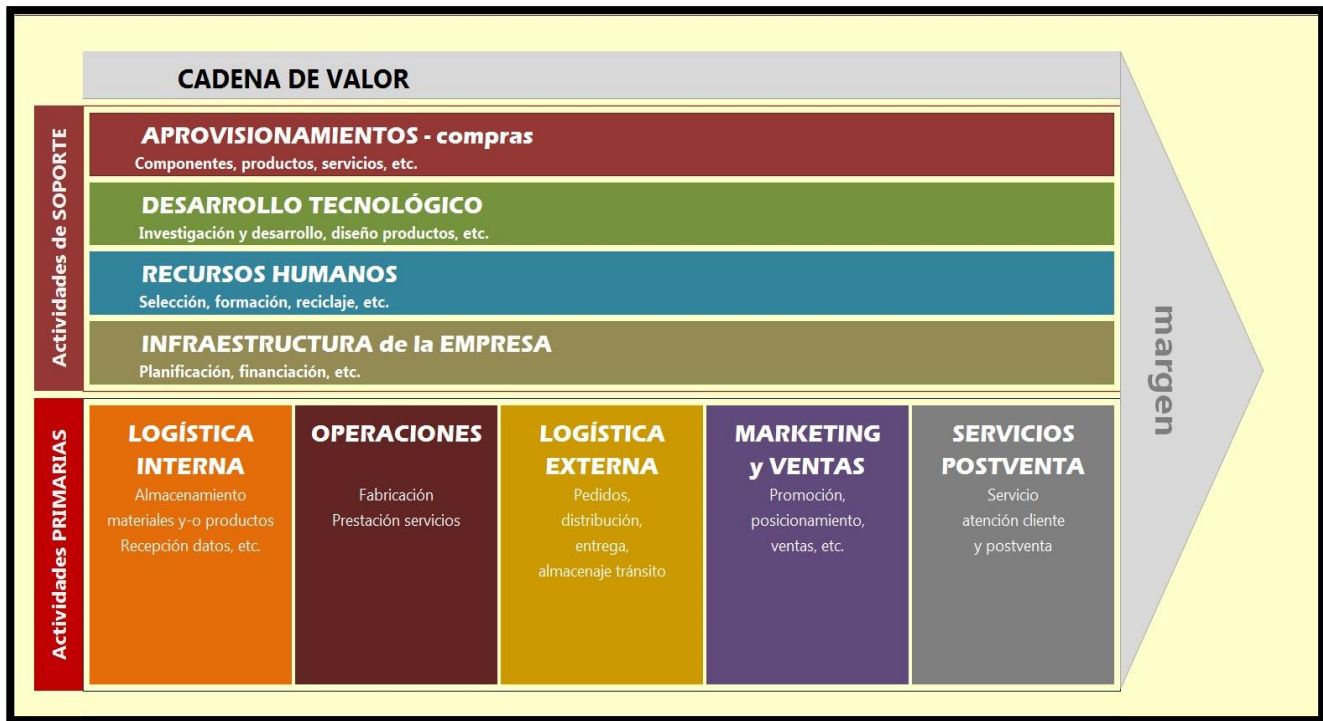 CADENA DE VALOR
Actividades de SOPORTE
APROVISIONAMIENTOS - compras
Componentes, productos, servicios, etc.
DESARROLLO TECNOLÓGICO
Investigación y desarrollo, diseño productos, etc.
RECURSOS HUMANOS
Selección, formación, reciclaje, etc.
INFRAESTRUCTURA de la EMPRESA
Planificación, financiación, etc.
Actividades PRIMARIAS
LOGÍSTICA
INTERNA
Almacenamiento
materiales y-o productos
Recepción datos, etc.
OPERACIONES
Fabricación
Prestación servicios
LOGÍSTICA
EXTERNA
Pedidos,
distribución,
entrega,
almacenaje tránsito
MARKETING
y VENTAS
Promoción,
posicionamiento,
ventas, etc.
SERVICIOS
POSTVENTA
Servicio
atención cliente
y postventa
margen